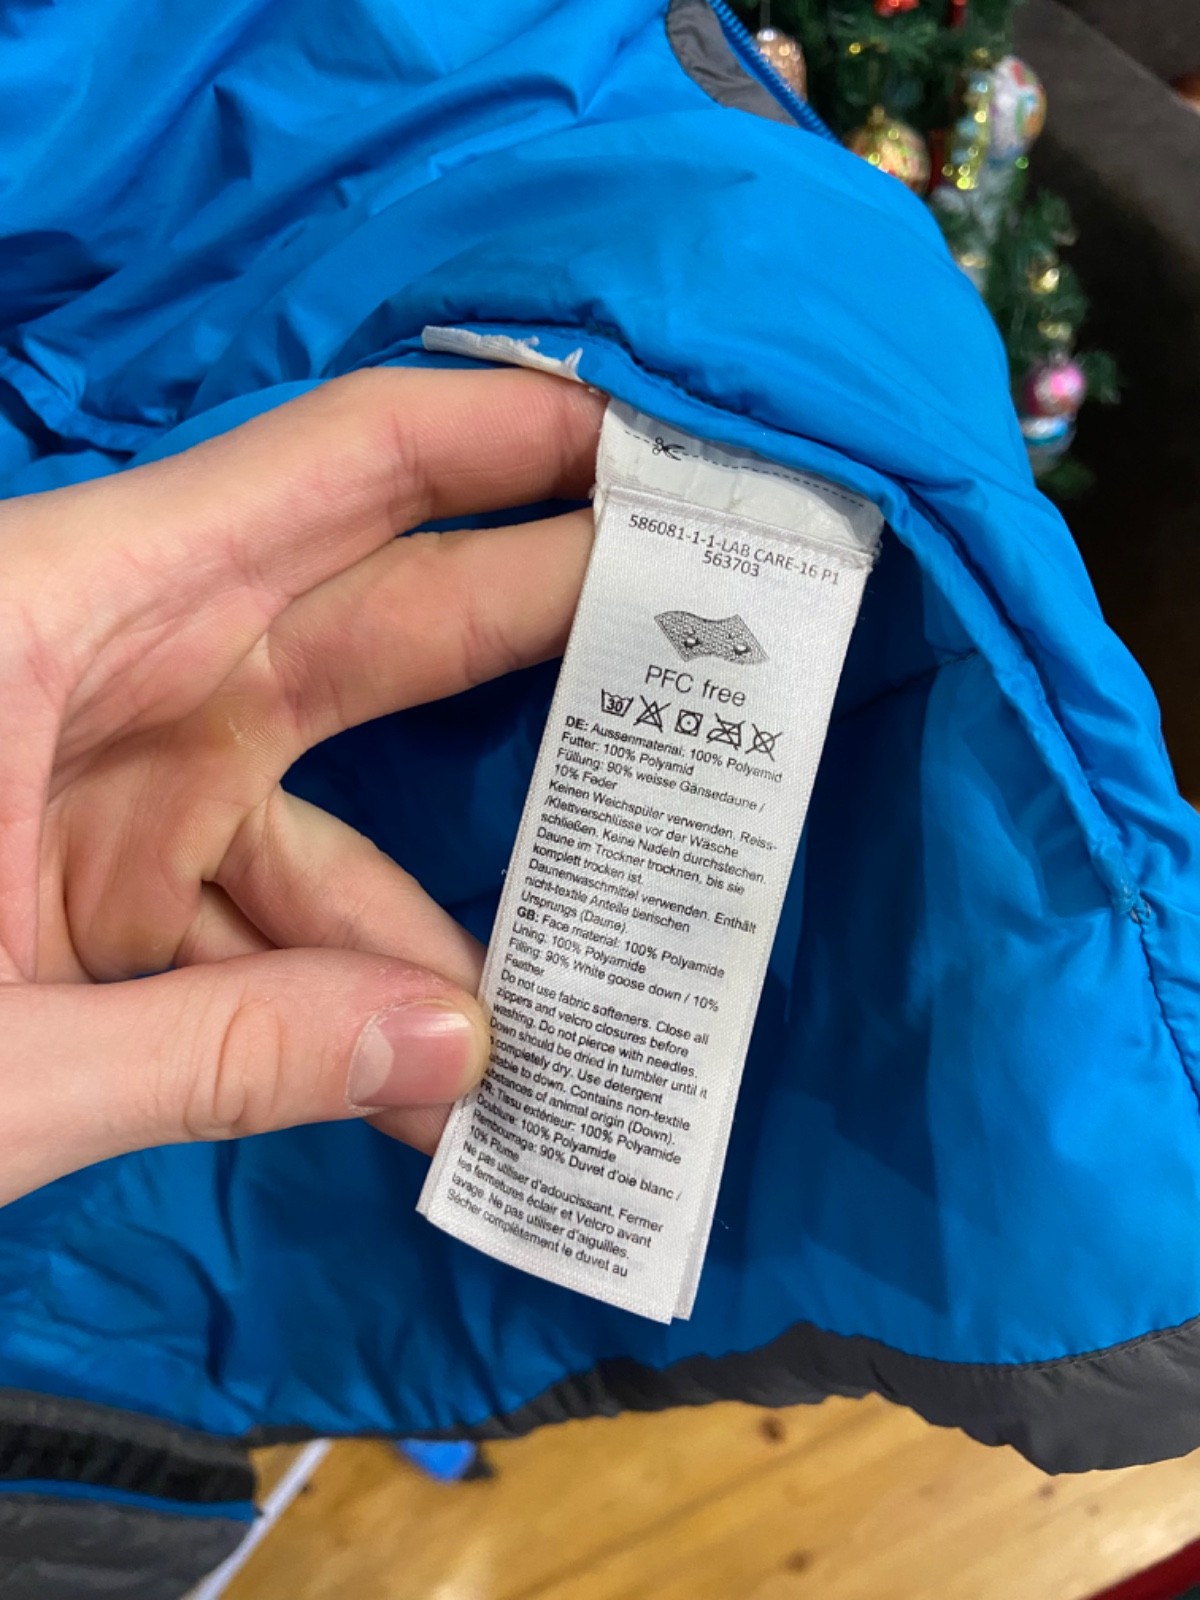 586081-1-1-LAB CARE-16 P1
563703
PFC free
30
DE: Aussenmaterial: 100% Polyamid
Futter: 100% Polyamid
Füllung: 90% weisse Gänsedaune /
10% Feder
Keinen Weichspüler verwenden. Reiss-
/Klettverschlüsse vor der Wäsche
schließen. Keine Nadeln durchstechen.
Daune im Trockner trocknen, bis sie
komplett trocken ist.
Daunenwaschmittel verwenden. Enthält
nicht-textile Anteile tierischen
Ursprungs (Daune).
GB: Face material: 100% Polyamide
Lining: 100% Polyamide
Filling: 90% White goose down / 10%
Feather
Do not use fabric softeners. Close all
zippers and velcro closures before
washing. Do not pierce with needles.
Down should be dried in tumbler until it
completely dry. Use detergent
to down. Contains non-textile
of animal origin (Down).
FR: Tissu extérieur: 100% Polyamide
Doublure: 100% Polyamide
Rembourrage: 90% Duvet d'oie blanc /
10% Plume
Ne pas utiliser d'adoucissant. Fermer
les fermetures éclair et Velcro avant
lavage. Ne pas utiliser d'aiguilles.
Sécher complètement le duvet au